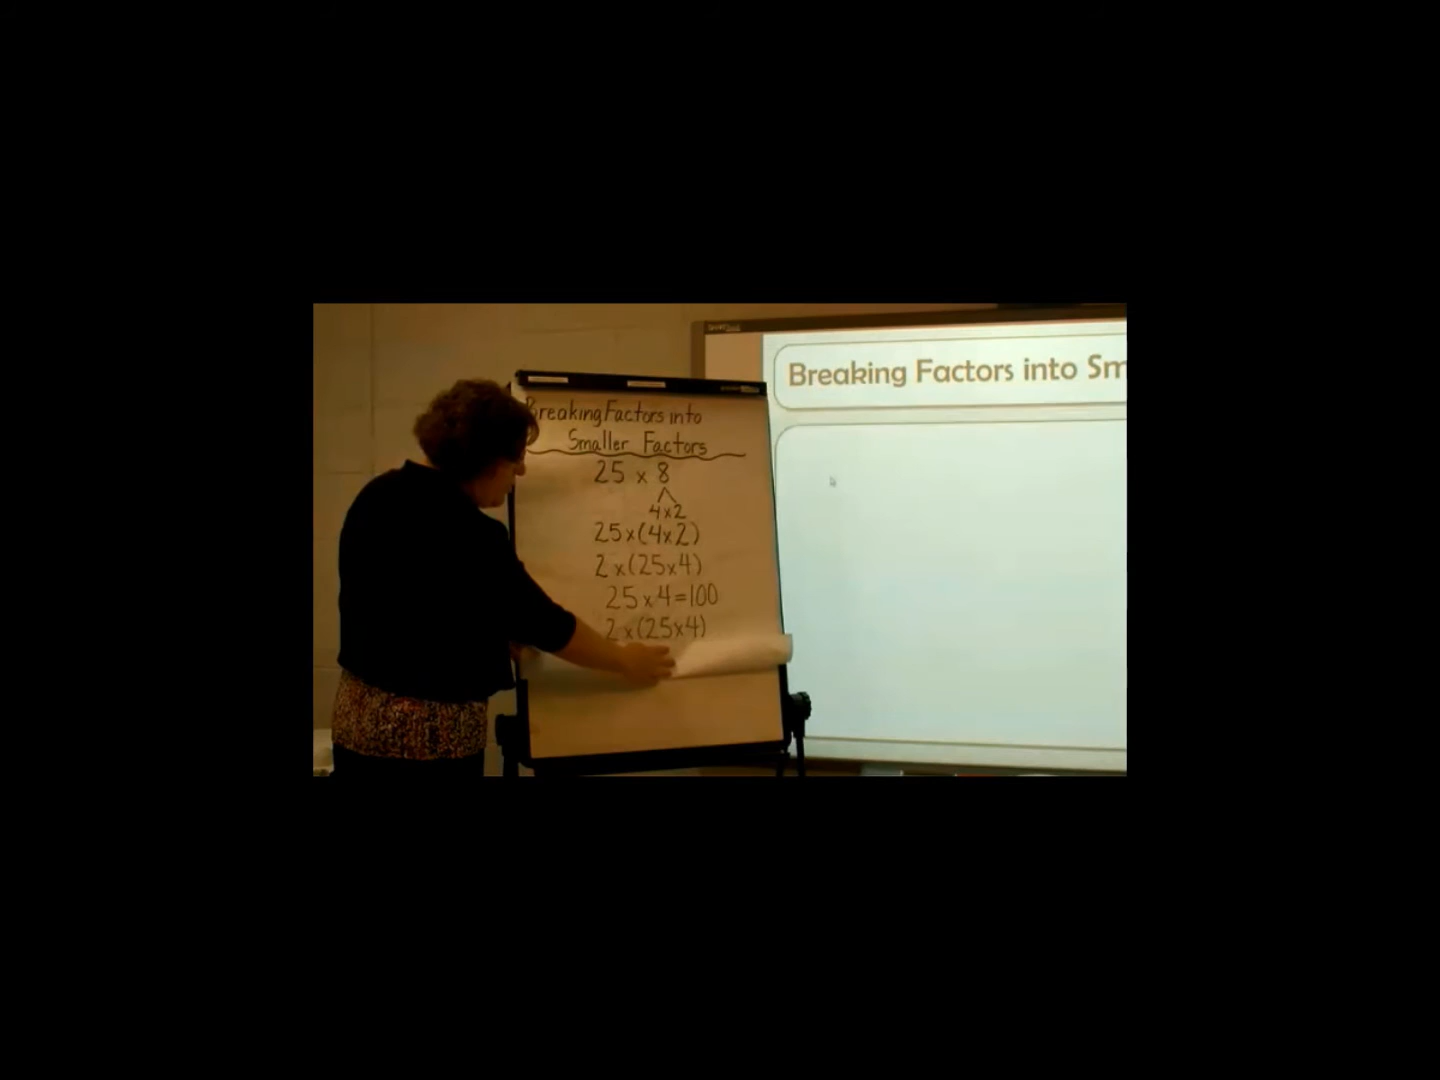 Breaking Factors into
Smaller Factors
25 x 8
4x2
25x(4x2)
2x(25x4)
25x4=100
2x(25x4)
Breaking Factors into Sm